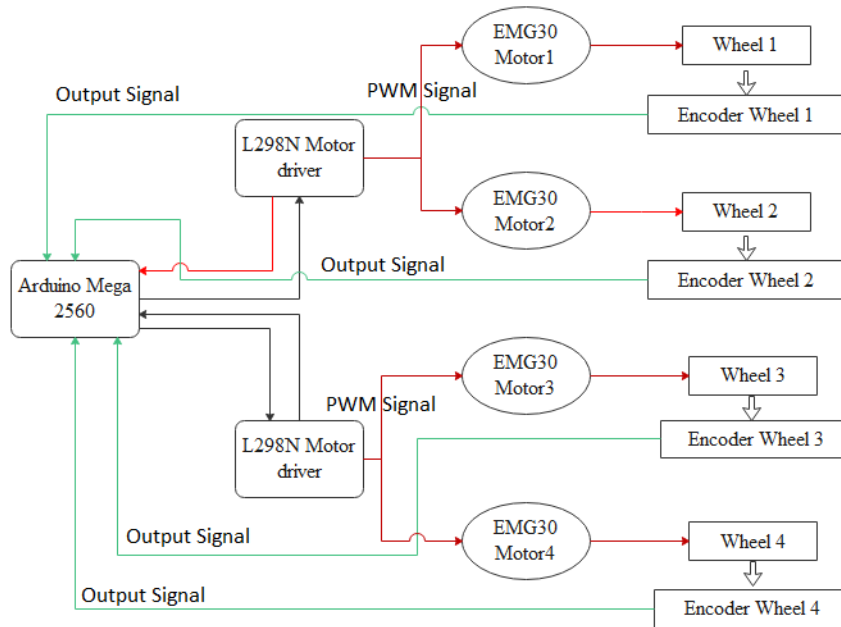 EMG30
Motor1
Wheel 1
Output Signal
PWM Signal
Encoder Wheel 1
L298N Motor
driver
EMG30
Motor2
Wheel 2
Output Signal
Encoder Wheel 2
Arduino Mega
2560
EMG30
Motor3
Wheel 3
PWM Signal
Encoder Wheel 3
L298N Motor
driver
EMG30
Motor4
Wheel 4
Output Signal
Output Signal
Encoder Wheel 4